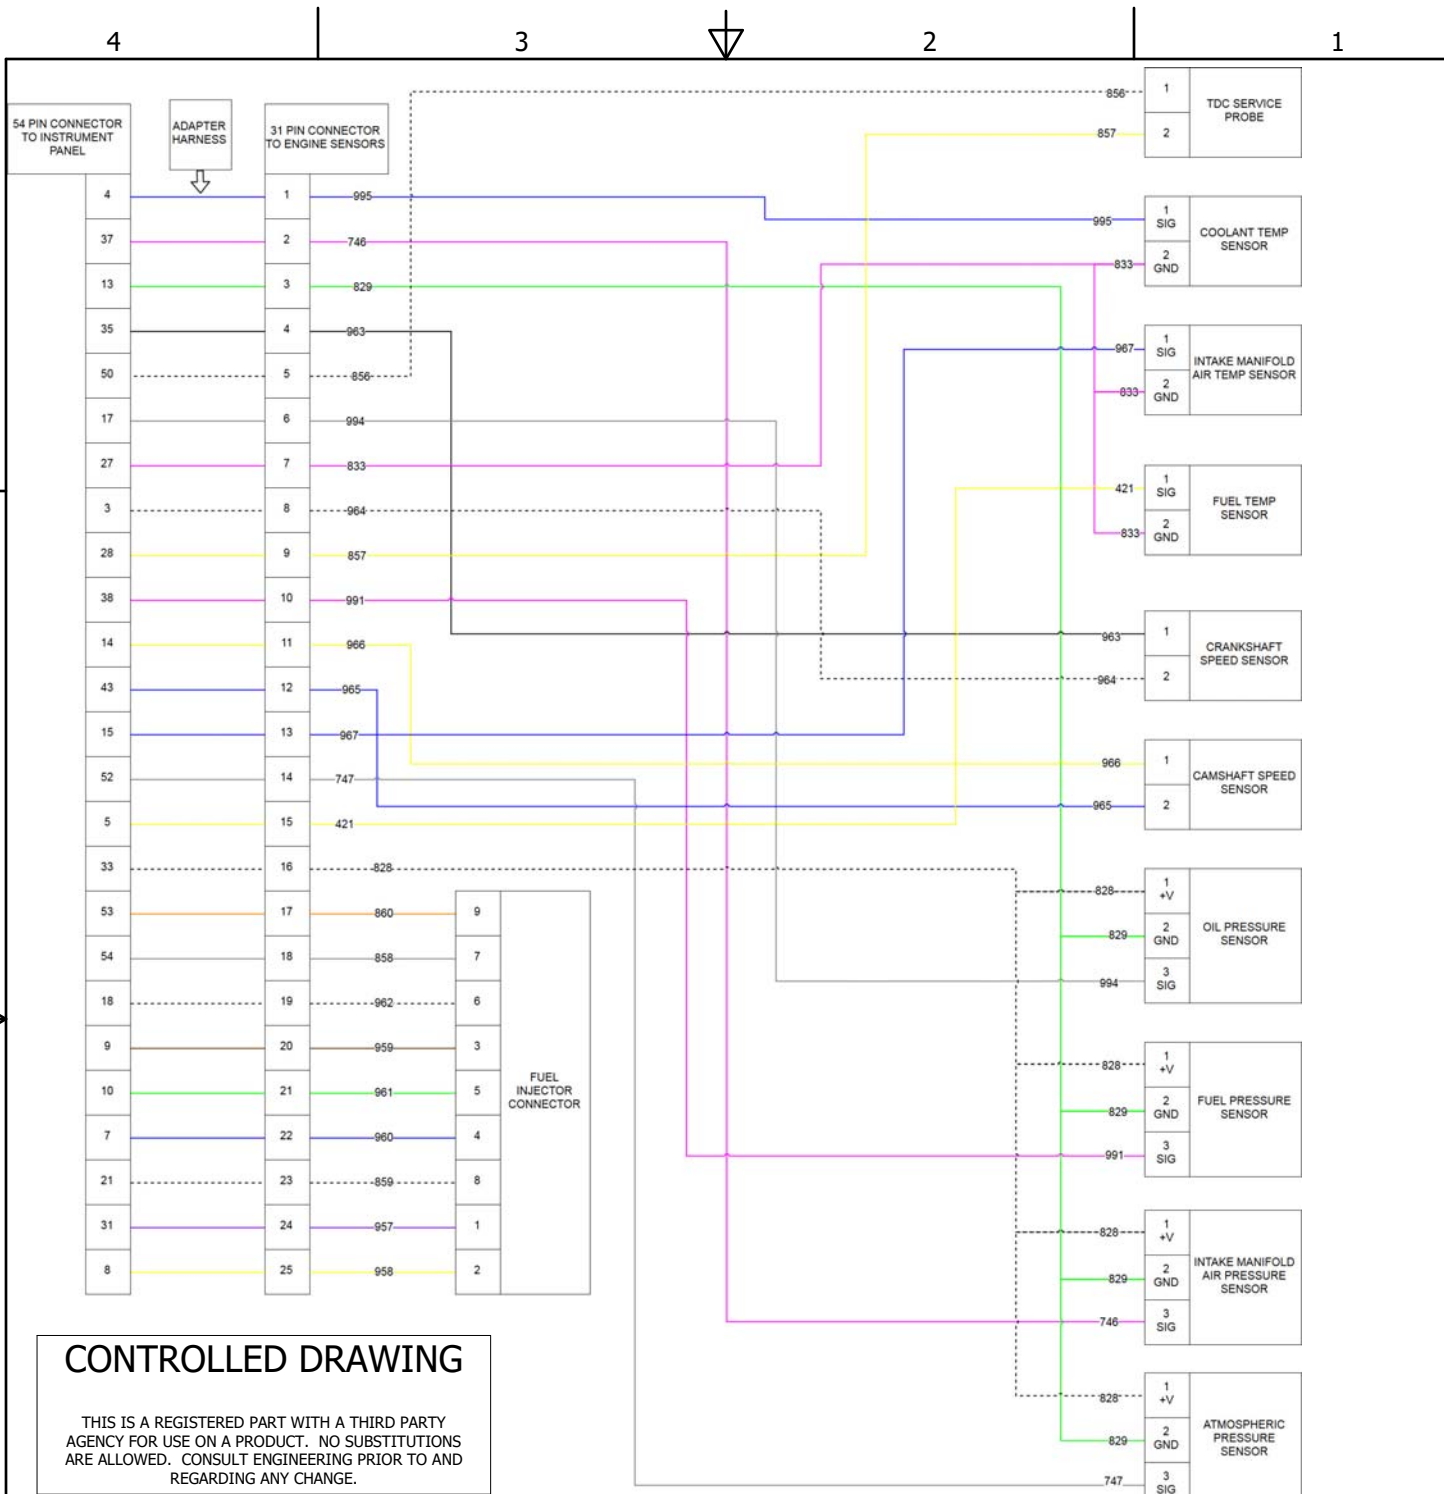 4 3 2 1
54 PIN CONNECTOR
TO INSTRUMENT
PANEL
ADAPTER
HARNESS
31 PIN CONNECTOR
TO ENGINE SENSORS
4 1 995
37 2 746
13 3 829
35 4 963
50 5 856
17 6 994
27 7 833
3 8 964
28 9 857
38 10 991
14 11 966
43 12 965
15 13 967
52 14 747
5 15 421
33 16 828
53 17 860 9
54 18 858 7
18 19 962 6
9 20 959 3
10 21 961 5
7 22 960 4
21 23 859 8
31 24 957 1
8 25 958 2
FUEL
INJECTOR
CONNECTOR
856 1
857 2
TDC SERVICE
PROBE
995 1
SIG
833 2
GND
COOLANT TEMP
SENSOR
967 1
SIG
833 2
GND
INTAKE MANIFOLD
AIR TEMP SENSOR
421 1
SIG
833 2
GND
FUEL TEMP
SENSOR
963 1
964 2
CRANKSHAFT
SPEED SENSOR
966 1
965 2
CAMSHAFT SPEED
SENSOR
828 1
+V
829 2
GND
994 3
SIG
OIL PRESSURE
SENSOR
828 1
+V
829 2
GND
991 3
SIG
FUEL PRESSURE
SENSOR
828 1
+V
829 2
GND
746 3
SIG
INTAKE MANIFOLD
AIR PRESSURE
SENSOR
828 1
+V
829 2
GND
747 3
SIG
ATMOSPHERIC
PRESSURE
SENSOR
CONTROLLED DRAWING
THIS IS A REGISTERED PART WITH A THIRD PARTY
AGENCY FOR USE ON A PRODUCT. NO SUBSTITUTIONS
ARE ALLOWED. CONSULT ENGINEERING PRIOR TO AND
REGARDING ANY CHANGE.